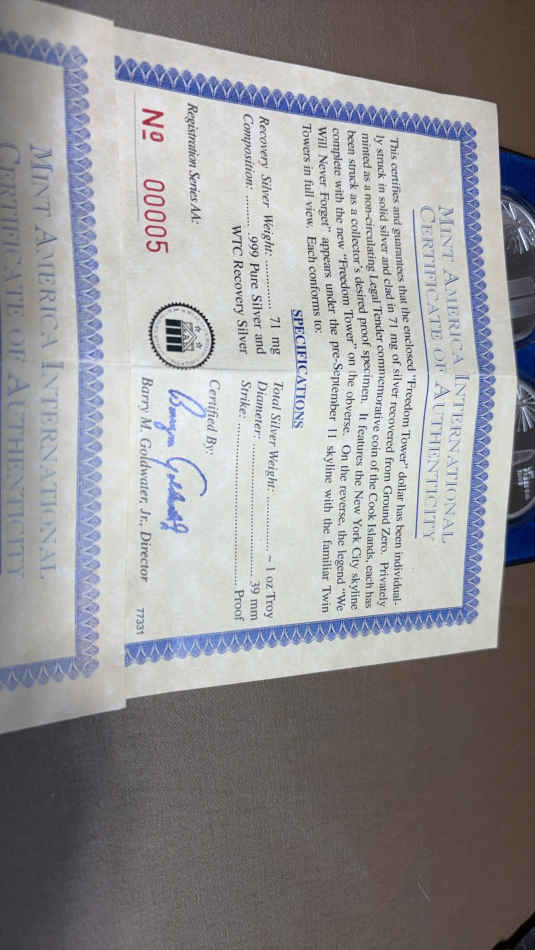 MINT AMERICA INTERNATIONAL
CERTIFICATE OF AUTHENTICITY
This certifies and guarantees that the enclosed "Freedom Tower" dollar has been individual-
ly struck in solid silver and clad in 71 mg of silver recovered from Ground Zero. Privately
minted as a non-circulating Legal Tender commemorative coin of the Cook Islands, each has
been struck as a collector's desired proof specimen. It features the New York City skyline
complete with the new "Freedom Tower" on the obverse. On the reverse, the legend "We
Will Never Forget" appears under the pre-September 11 skyline with the familiar Twin
Towers in full view. Each conforms to:
SPECIFICATIONS
Recovery Silver Weight: ............. 71 mg
Composition: .......... .999 Pure Silver and
WTC Recovery Silver
Total Silver Weight: ................ ~1 oz Troy
Diameter: ................................ 39 mm
Strike: ........................................ Proof
Registration Series AA:
Nº 00005
Certified By:
Barry M. Goldwater, Jr., Director
77331
MINT AMERICA INTERNATIONAL
CERTIFICATE OF AUTHENTICITY